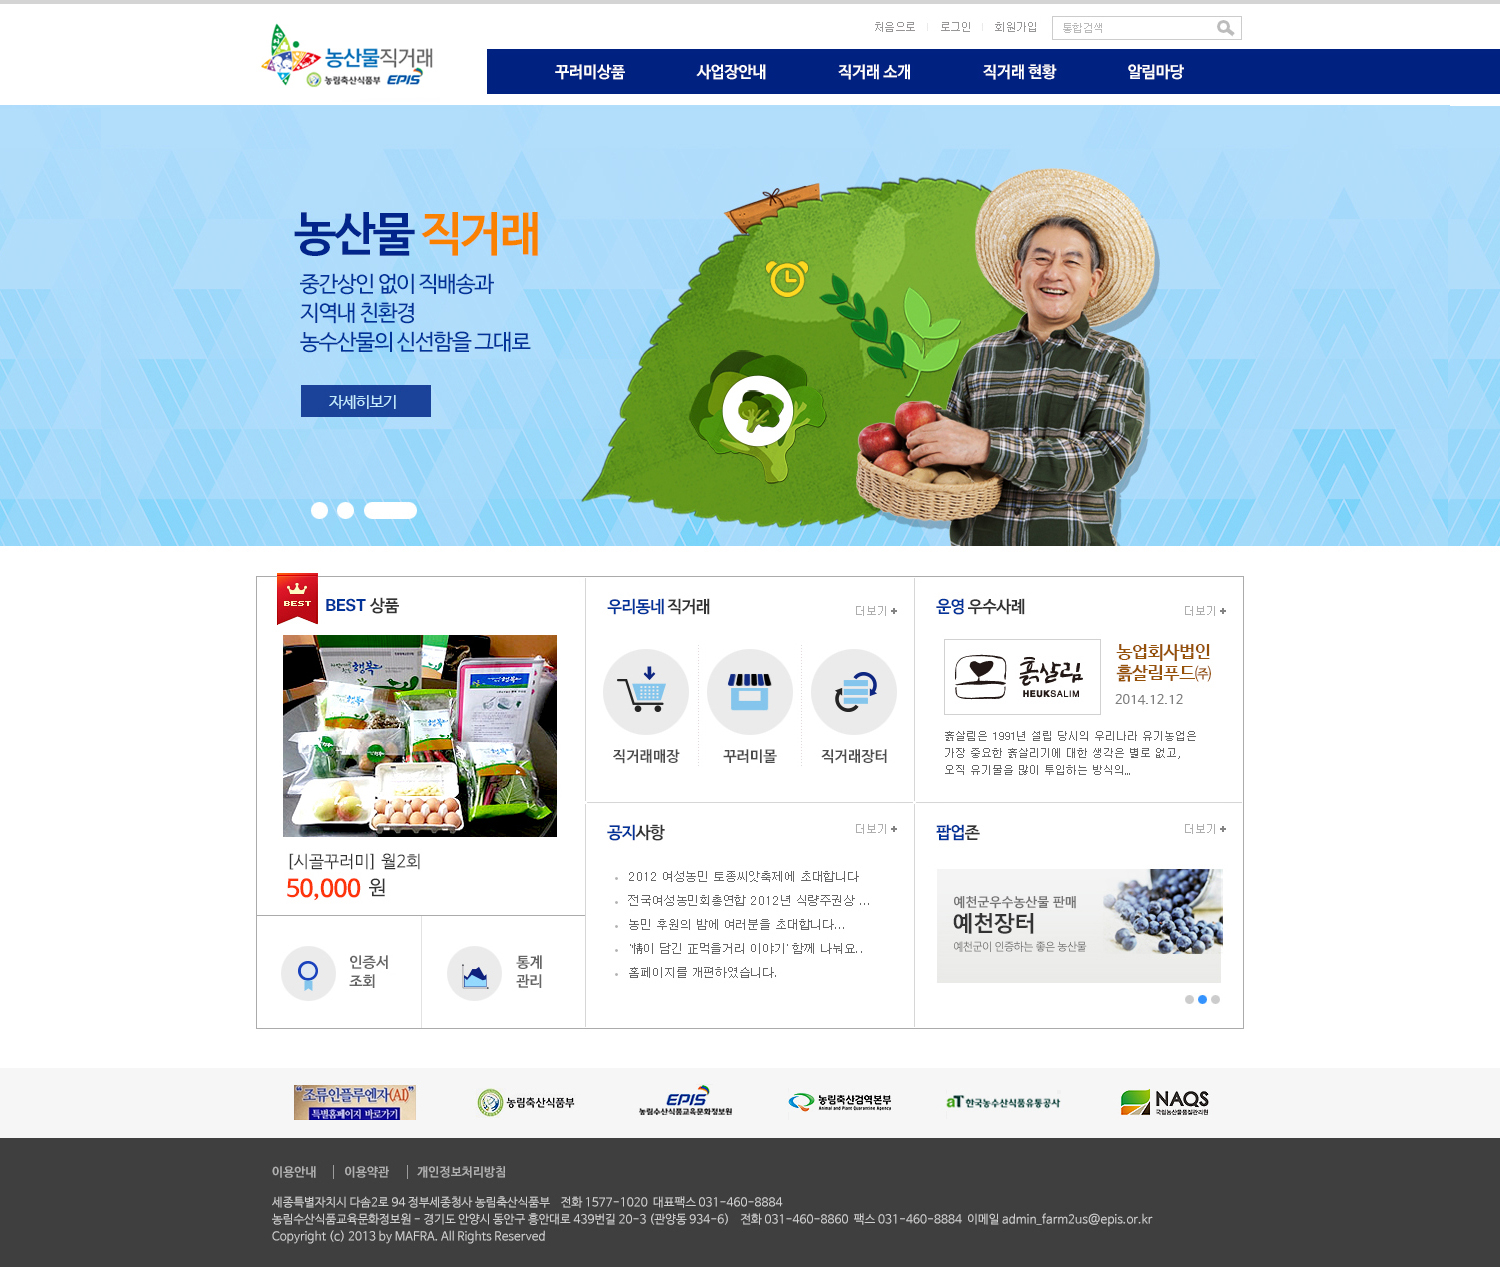 처음으로 로그인 회원가입 통합검색
농산물직거래
농림축산식품부 EPIS
꾸러미상품 사업장안내 직거래 소개 직거래 현황 알림마당
농산물 직거래
중간상인 없이 직배송과
지역내 친환경
농수산물의 신선함을 그대로
자세히보기
BEST
BEST 상품
[시골꾸러미] 월2회
50,000 원
인증서
조회
통계
관리
우리동네 직거래
더보기 +
직거래매장 꾸러미몰 직거래장터
운영 우수사례
더보기 +
흙살림
HEUKSALIM
농업회사법인
흙살림푸드㈜
2014.12.12
흙살림은 1991년 설립 당시의 우리나라 유기농업은
가장 중요한 흙살리기에 대한 생각은 별로 없고,
오직 유기물을 많이 투입하는 방식의...
공지사항
더보기 +
2012 여성농민 토종씨앗축제에 초대합니다
전국여성농민회총연합 2012년 식량주권상 ...
농민 후원의 밤에 여러분을 초대합니다...
'情이 담긴 正먹을거리 이야기' 함께 나눠요..
홈페이지를 개편하였습니다.
팝업존
더보기 +
예천군우수농산물 판매
예천장터
예천군이 인증하는 좋은 농산물
"조류인플루엔자(AI)"
특별홈페이지 바로가기
농림축산식품부
EPIS
농림수산식품교육문화정보원
농림축산검역본부
Animal and Plant Quarantine Agency
aT 한국농수산식품유통공사
NAQS
국립농산물품질관리원
이용안내 이용약관 개인정보처리방침
세종특별자치시 다솜2로 94 정부세종청사 농림축산식품부 전화 1577-1020 대표팩스 031-460-8884
농림수산식품교육문화정보원 - 경기도 안양시 동안구 흥안대로 439번길 20-3 (관양동 934-6) 전화 031-460-8860 팩스 031-460-8884 이메일 admin_farm2us@epis.or.kr
Copyright (c) 2013 by MAFRA. All Rights Reserved